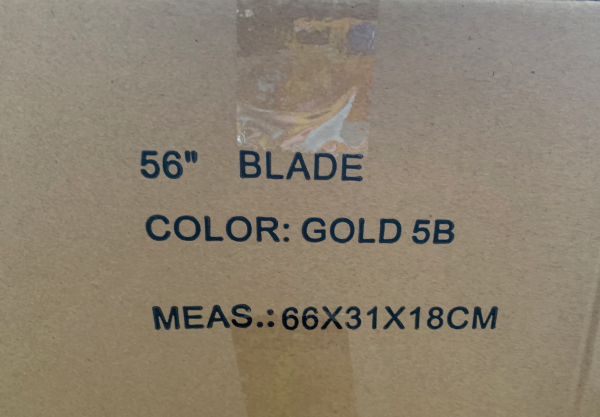 56" BLADE
COLOR: GOLD 5B
MEAS.:66X31X18CM